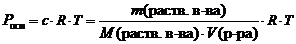 Pосм = c · R · T = m(раств. в-ва) / M(раств. в-ва) · V(р-ра) · R · T